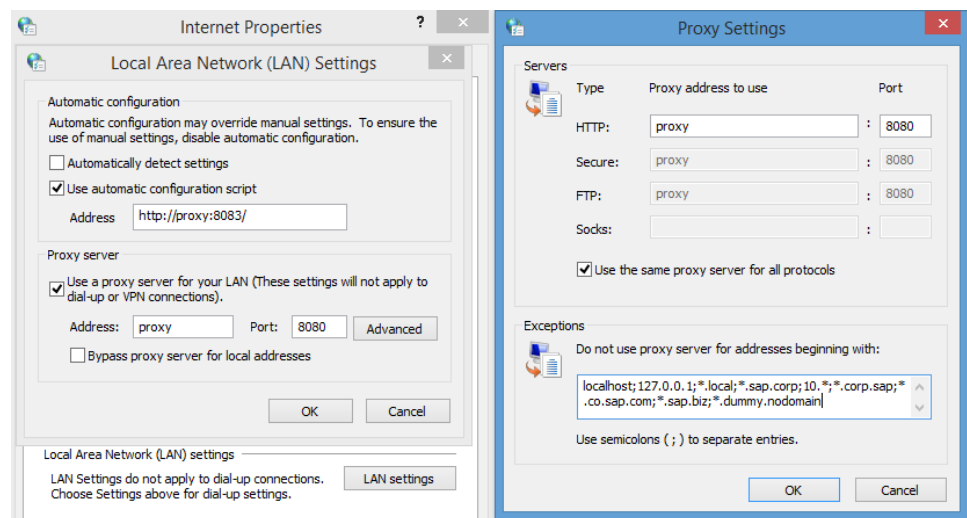 Internet Properties
?
Local Area Network (LAN) Settings
Automatic configuration
Automatic configuration may override manual settings. To ensure the
use of manual settings, disable automatic configuration.
Automatically detect settings
Use automatic configuration script
Address http://proxy:8083/
Proxy server
Use a proxy server for your LAN (These settings will not apply to
dial-up or VPN connections).
Address: proxy Port: 8080 Advanced
Bypass proxy server for local addresses
OK Cancel
Local Area Network (LAN) settings
LAN Settings do not apply to dial-up connections.
Choose Settings above for dial-up settings.
LAN settings
Proxy Settings
Servers
Type Proxy address to use Port
HTTP: proxy : 8080
Secure: proxy : 8080
FTP: proxy : 8080
Socks: :
Use the same proxy server for all protocols
Exceptions
Do not use proxy server for addresses beginning with:
localhost;127.0.0.1;*.local;*.sap.corp;10.*;*.corp.sap;*
.co.sap.com;*.sap.biz;*.dummy.nodomain
Use semicolons ( ; ) to separate entries.
OK Cancel